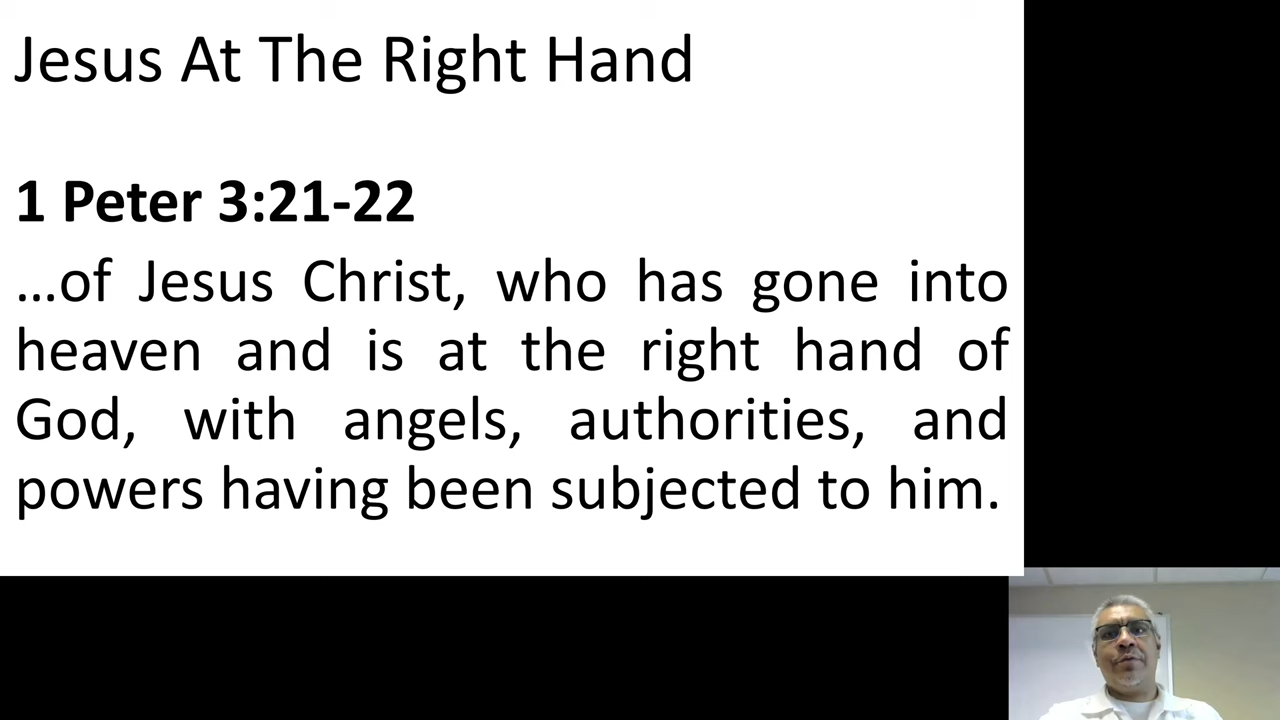 Jesus At The Right Hand
1 Peter 3:21-22
…of Jesus Christ, who has gone into
heaven and is at the right hand of
God, with angels, authorities, and
powers having been subjected to him.